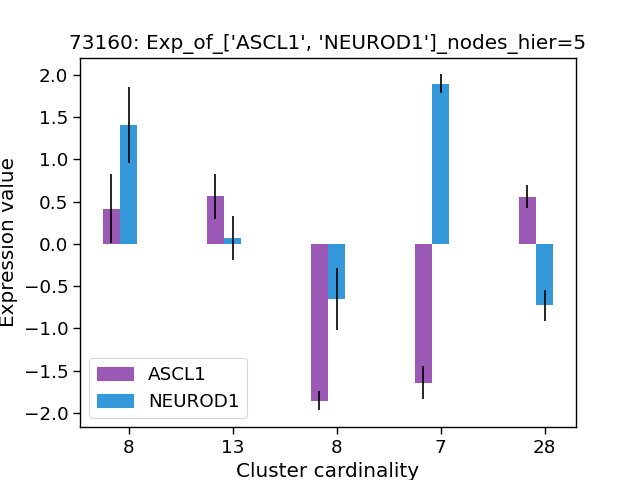 73160: Exp_of_['ASCL1', 'NEUROD1']_nodes_hier=5
Expression value
2.0
1.5
1.0
0.5
0.0
−0.5
−1.0
−1.5
−2.0
ASCL1
NEUROD1
8 13 8 7 28
Cluster cardinality